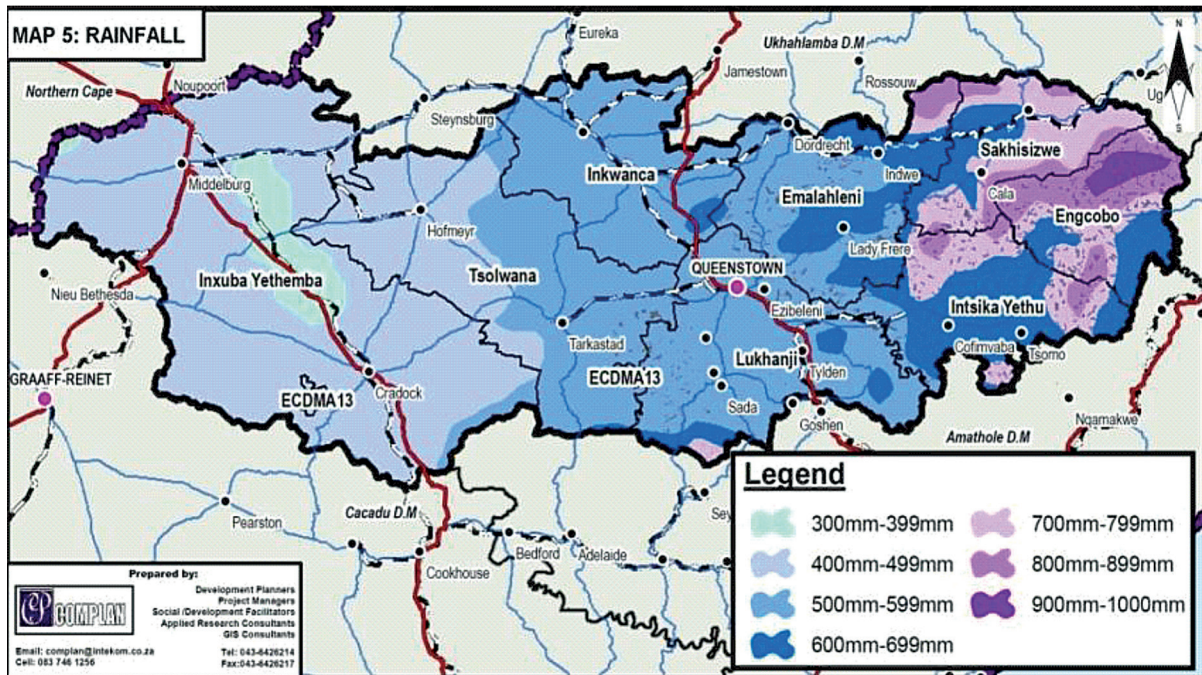 MAP 5: RAINFALL
N
S
Eureka
Ukhahlamba D.M
Jamestown
Rossouw
Ug
Northern Cape
Noupoort
Steynsburg
Dordrecht
Sakhisizwe
Middelburg
Inkwanca
Indwe
Cala
Emalahleni
Engcobo
Hofmeyr
Lady Frere
Inxuba Yethemba
Tsolwana
QUEENSTOWN
Nieu Bethesda
Ezibeleni
Intsika Yethu
Tarkastad
Cofimvaba
Tsomo
Lukhanji
Tylden
GRAAFF-REINET
ECDMA13
Cradock
ECDMA13
Sada
Goshen
Nqamakwe
Amathole D.M
Pearston
Cacadu D.M
Sey
Bedford
Adelaide
Cookhouse
Legend
300mm-399mm
400mm-499mm
500mm-599mm
600mm-699mm
700mm-799mm
800mm-899mm
900mm-1000mm
Prepared by:
CP COMPLAN
Development Planners
Project Managers
Social /Development Facilitators
Applied Research Consultants
GIS Consultants
Email: complan@intekom.co.za
Cell: 083 746 1256
Tel: 043-6426214
Fax:043-6426217